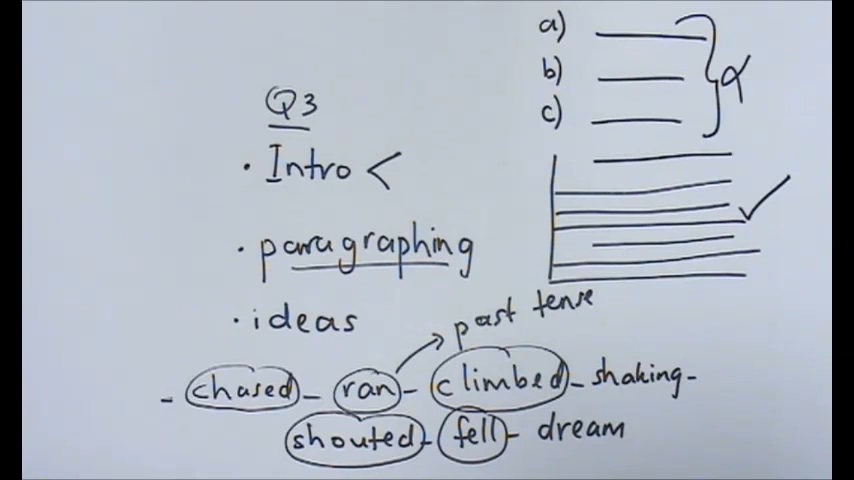 a)
b)
c)
Q3
• Intro <
• paragraphing
• ideas
past tense
- chased - ran - climbed - shaking -
shouted - fell - dream